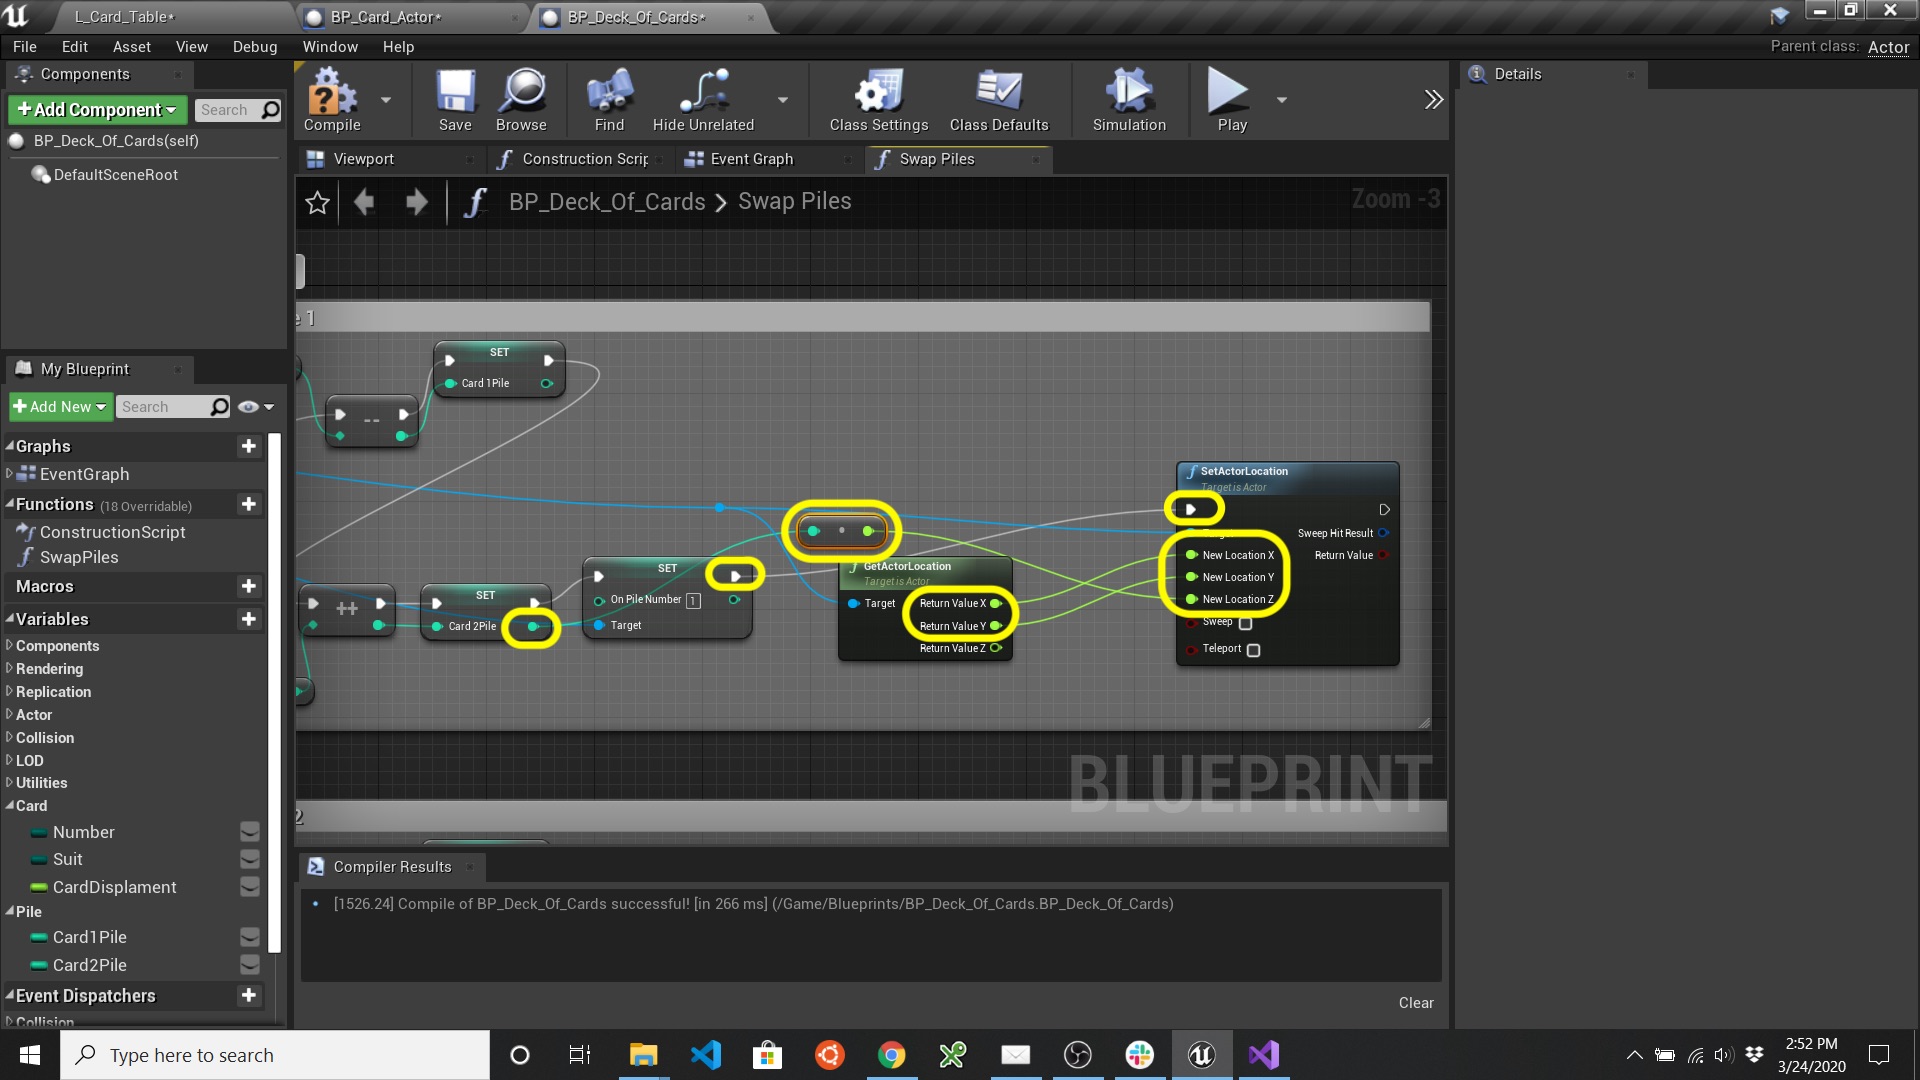 L_Card_Table*
BP_Card_Actor*
BP_Deck_Of_Cards*
File
Edit
Asset
View
Debug
Window
Help
Parent class: Actor
Components
+Add Component
Search
BP_Deck_Of_Cards(self)
DefaultSceneRoot
Compile
Save
Browse
Find
Hide Unrelated
Class Settings
Class Defaults
Simulation
Play
Details
Viewport
Construction Scrip
Event Graph
Swap Piles
BP_Deck_Of_Cards > Swap Piles
Zoom -3
e 1
SET
Card 1Pile
--
++
SET
Card 2Pile
SET
On Pile Number 1
Target
GetActorLocation
Target is Actor
Target
Return Value X
Return Value Y
Return Value Z
SetActorLocation
Target is Actor
Target
Sweep Hit Result
New Location X
Return Value
New Location Y
New Location Z
Sweep
Teleport
BLUEPRINT
2
My Blueprint
+Add New
Search
Graphs
EventGraph
Functions (18 Overridable)
ConstructionScript
SwapPiles
Macros
Variables
Components
Rendering
Replication
Actor
Collision
LOD
Utilities
Card
Number
Suit
CardDisplament
Pile
Card1Pile
Card2Pile
Event Dispatchers
Collision
Compiler Results
[1526.24] Compile of BP_Deck_Of_Cards successful! [in 266 ms] (/Game/Blueprints/BP_Deck_Of_Cards.BP_Deck_Of_Cards)
Clear
Type here to search
2:52 PM
3/24/2020